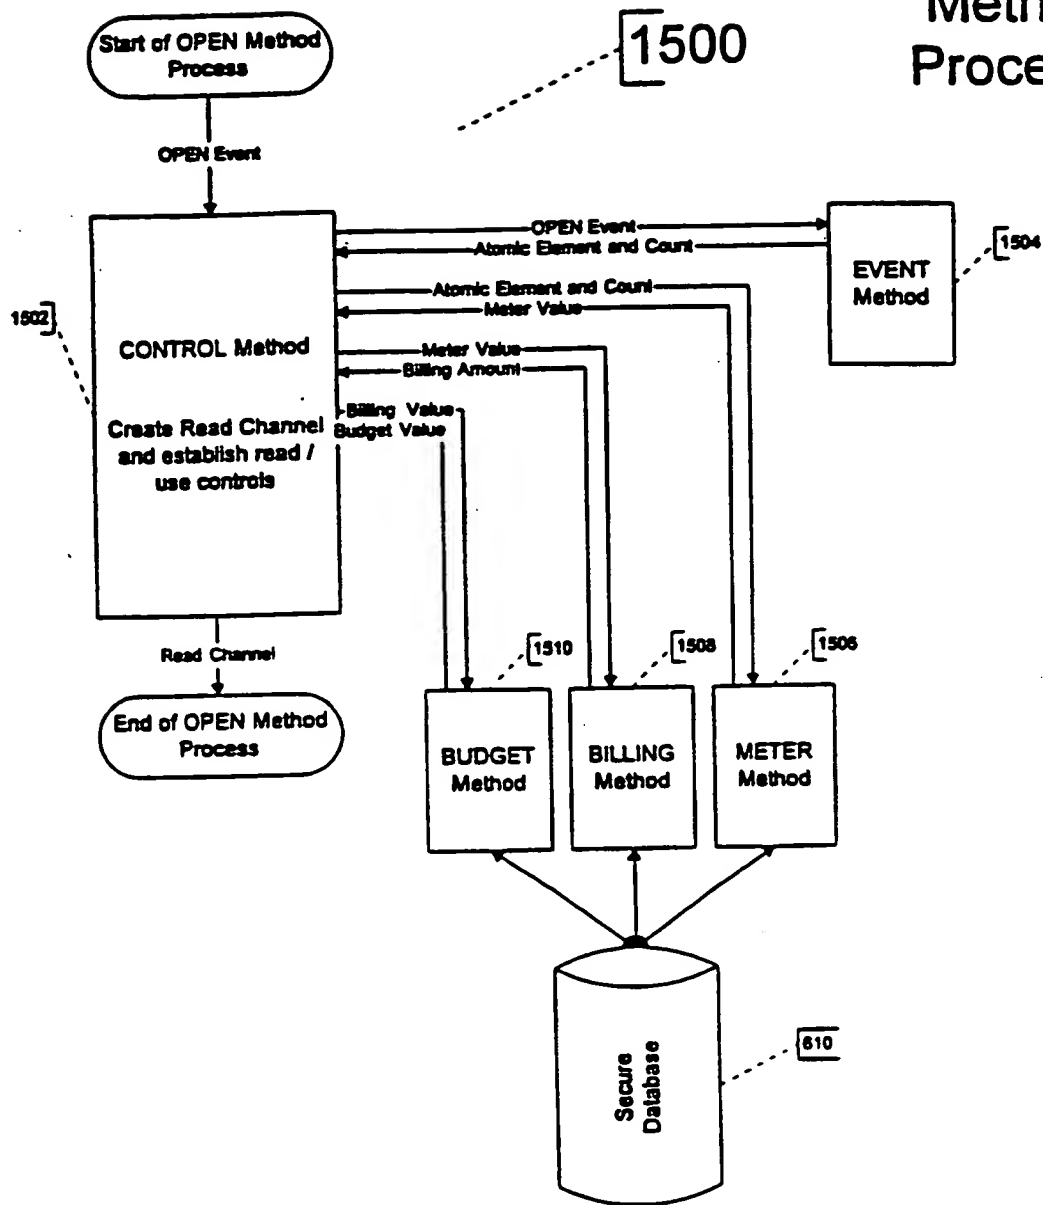 Meth
Proce
1500
Start of OPEN Method
Process
OPEN Event
OPEN Event
Atomic Element and Count
EVENT
Method
1504
Atomic Element and Count
Meter Value
1502
CONTROL Method
Meter Value
Billing Amount
Create Read Channel
and establish read /
use controls
Billing Value
Budget Value
Read Channel
End of OPEN Method
Process
1510
1508
1506
BUDGET
Method
BILLING
Method
METER
Method
Secure
Database
610